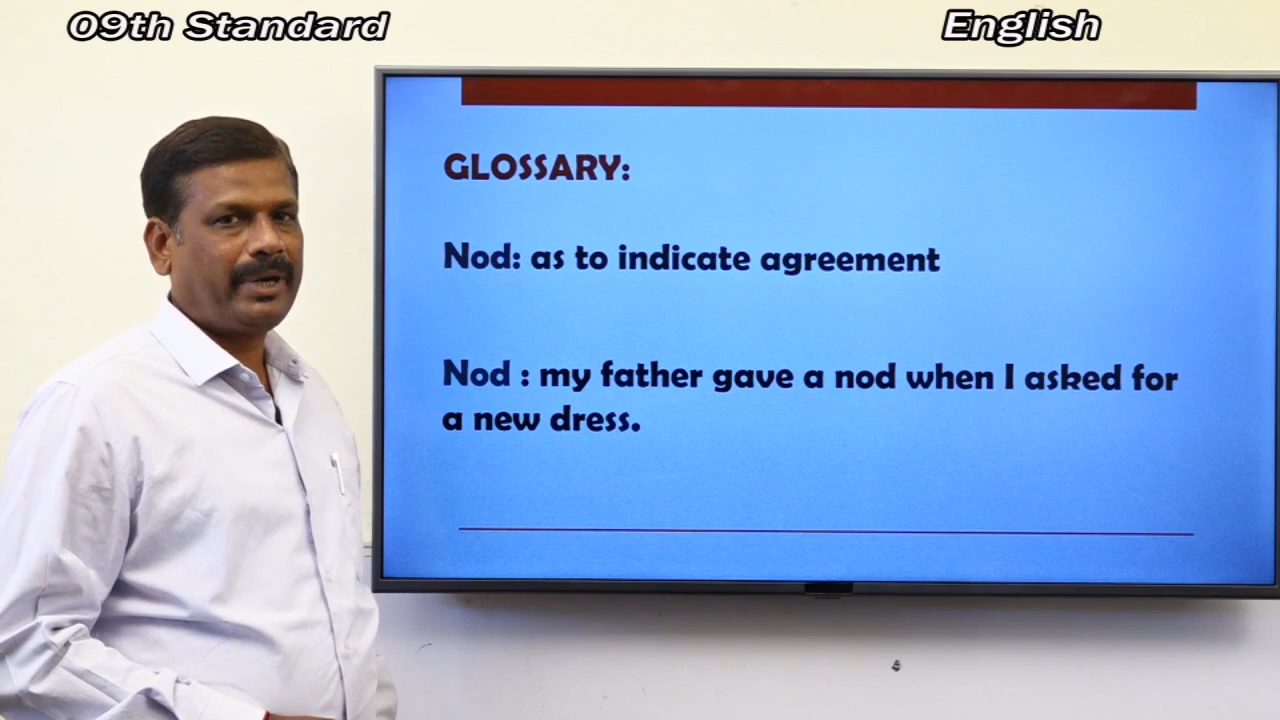 09th Standard
English
GLOSSARY:
Nod: as to indicate agreement
Nod : my father gave a nod when I asked for
a new dress.